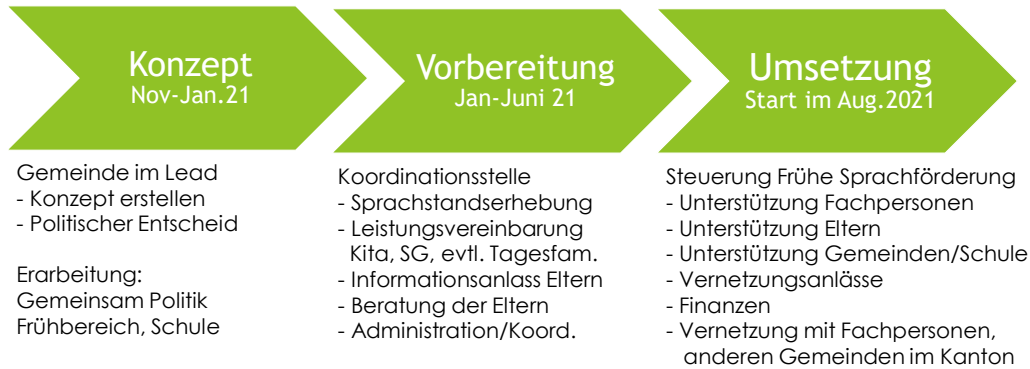 Konzept
Nov-Jan.21
Gemeinde im Lead
- Konzept erstellen
- Politischer Entscheid
Erarbeitung:
Gemeinsam Politik
Frühbereich, Schule
Vorbereitung
Jan-Juni 21
Koordinationsstelle
- Sprachstandserhebung
- Leistungsvereinbarung
Kita, SG, evtl. Tagesfam.
- Informationsanlass Eltern
- Beratung der Eltern
- Administration/Koord.
Umsetzung
Start im Aug.2021
Steuerung Frühe Sprachförderung
- Unterstützung Fachpersonen
- Unterstützung Eltern
- Unterstützung Gemeinden/Schule
- Vernetzungsanlässe
- Finanzen
- Vernetzung mit Fachpersonen,
anderen Gemeinden im Kanton